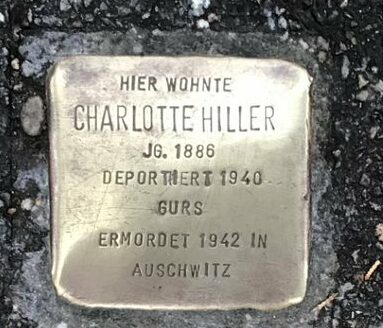 HIER WOHNTE
CHARLOTTE HILLER
JG. 1886
DEPORTIERT 1940
GURS
ERMORDET 1942 IN
AUSCHWITZ